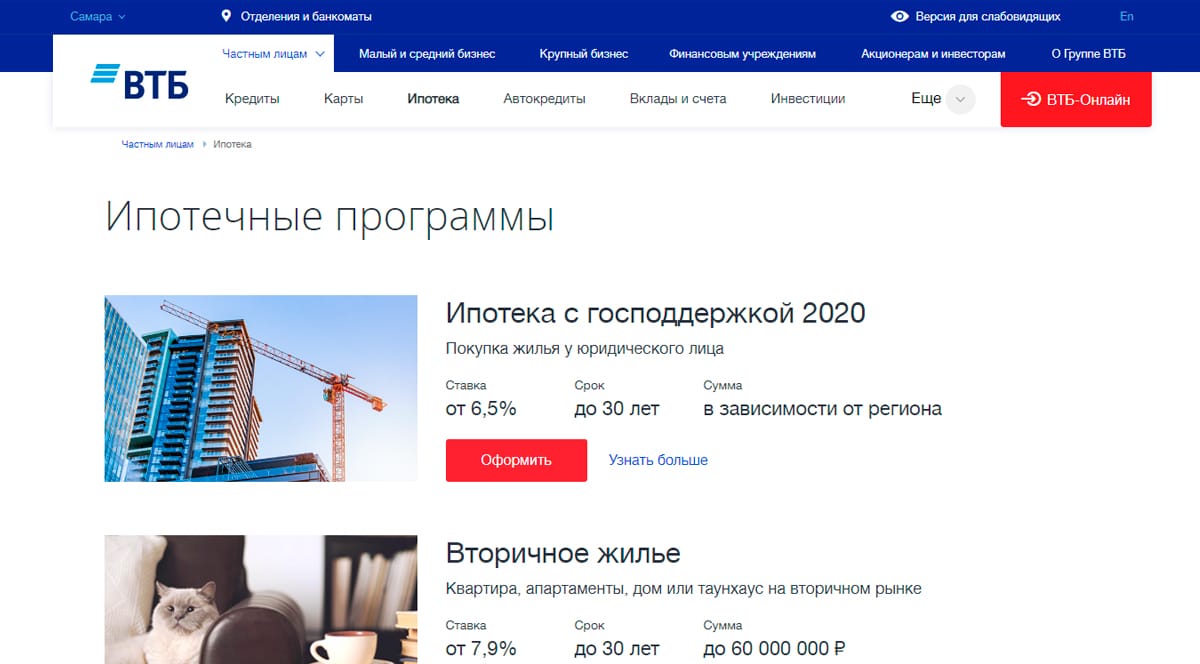 Самара
Отделения и банкоматы
Версия для слабовидящих
En
Частным лицам
Малый и средний бизнес
Крупный бизнес
Финансовым учреждениям
Акционерам и инвесторам
О Группе ВТБ
ВТБ
Кредиты
Карты
Ипотека
Автокредиты
Вклады и счета
Инвестиции
Еще
ВТБ-Онлайн
Частным лицам
Ипотека
Ипотечные программы
Ипотека с господдержкой 2020
Покупка жилья у юридического лица
Ставка
Срок
Сумма
от 6,5%
до 30 лет
в зависимости от региона
Оформить
Узнать больше
Вторичное жилье
Квартира, апартаменты, дом или таунхаус на вторичном рынке
Ставка
Срок
Сумма
от 7,9%
до 30 лет
до 60 000 000 ₽